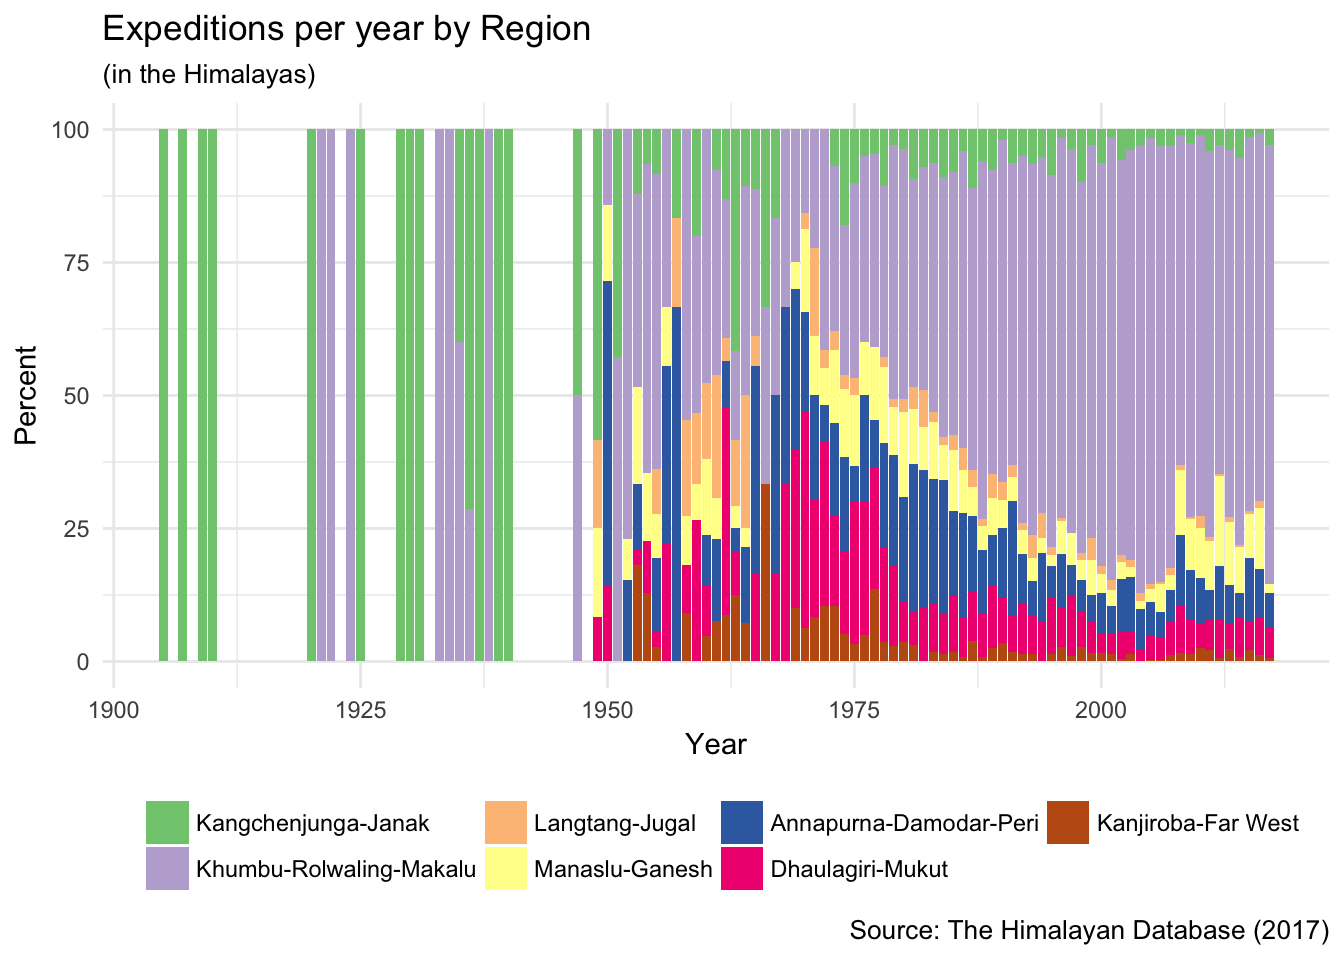 Expeditions per year by Region
(in the Himalayas)
100
75
50
25
0
Percent
1900 1925 1950 1975 2000
Year
Kangchenjunga-Janak Langtang-Jugal Annapurna-Damodar-Peri Kanjiroba-Far West
Khumbu-Rolwaling-Makalu Manaslu-Ganesh Dhaulagiri-Mukut
Source: The Himalayan Database (2017)